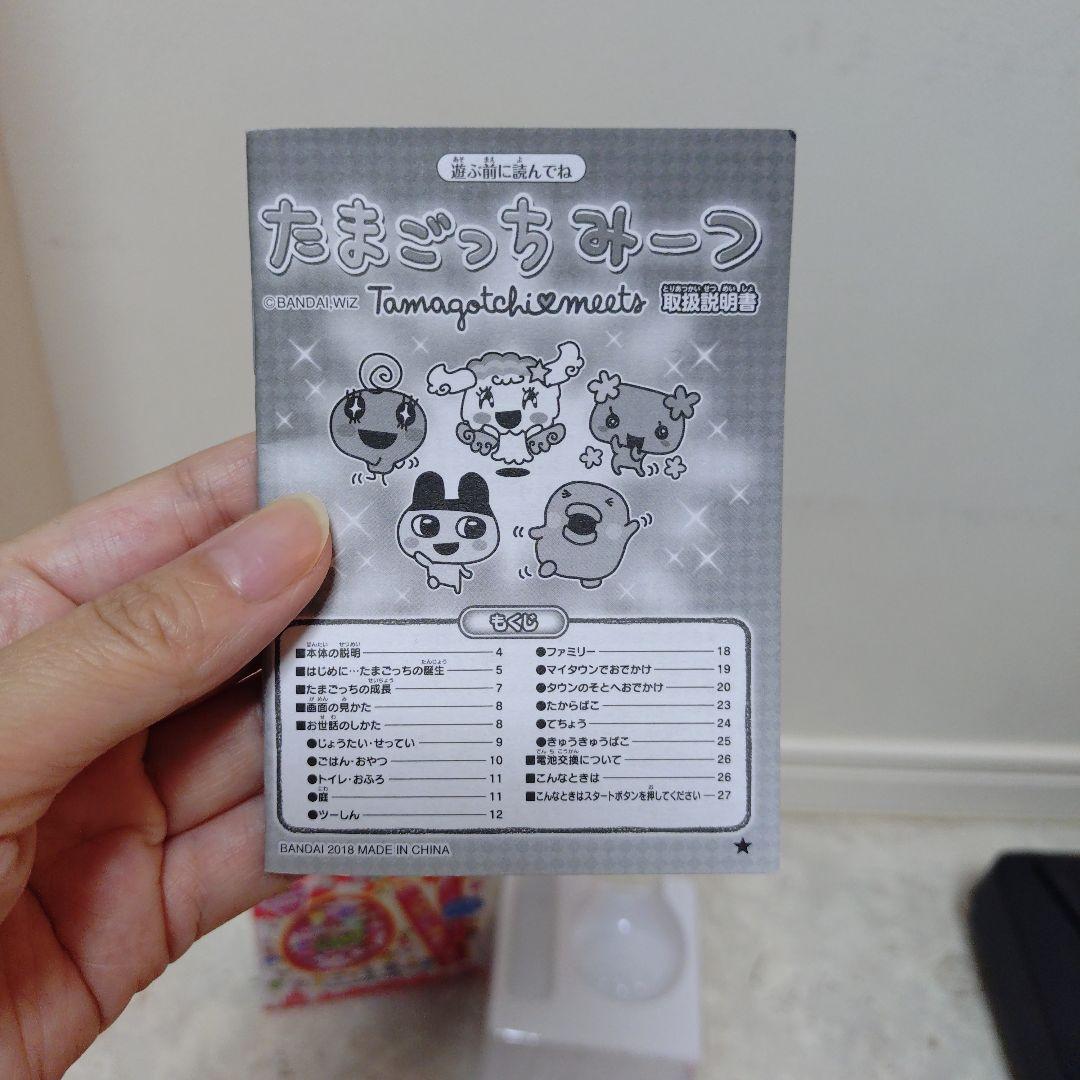 遊ぶ前に読んでね
たまごっち みーつ
©BANDAI,WiZ Tamagotchi♥meets 取扱説明書
もくじ
■本体の説明 4
■はじめに…たまごっちの誕生 5
■たまごっちの成長 7
■画面の見かた 8
■お世話のしかた 8
●じょうたい・せってい 9
●ごはん・おやつ 10
●トイレ・おふろ 11
●庭 11
●ツーしん 12
●ファミリー 18
●マイタウンでおでかけ 19
●タウンのそとへおでかけ 20
●たからばこ 23
●てちょう 24
●きゅうきゅうばこ 25
■電池交換について 26
■こんなときは 26
■こんなときはスタートボタンを押してください 27
BANDAI 2018 MADE IN CHINA ★